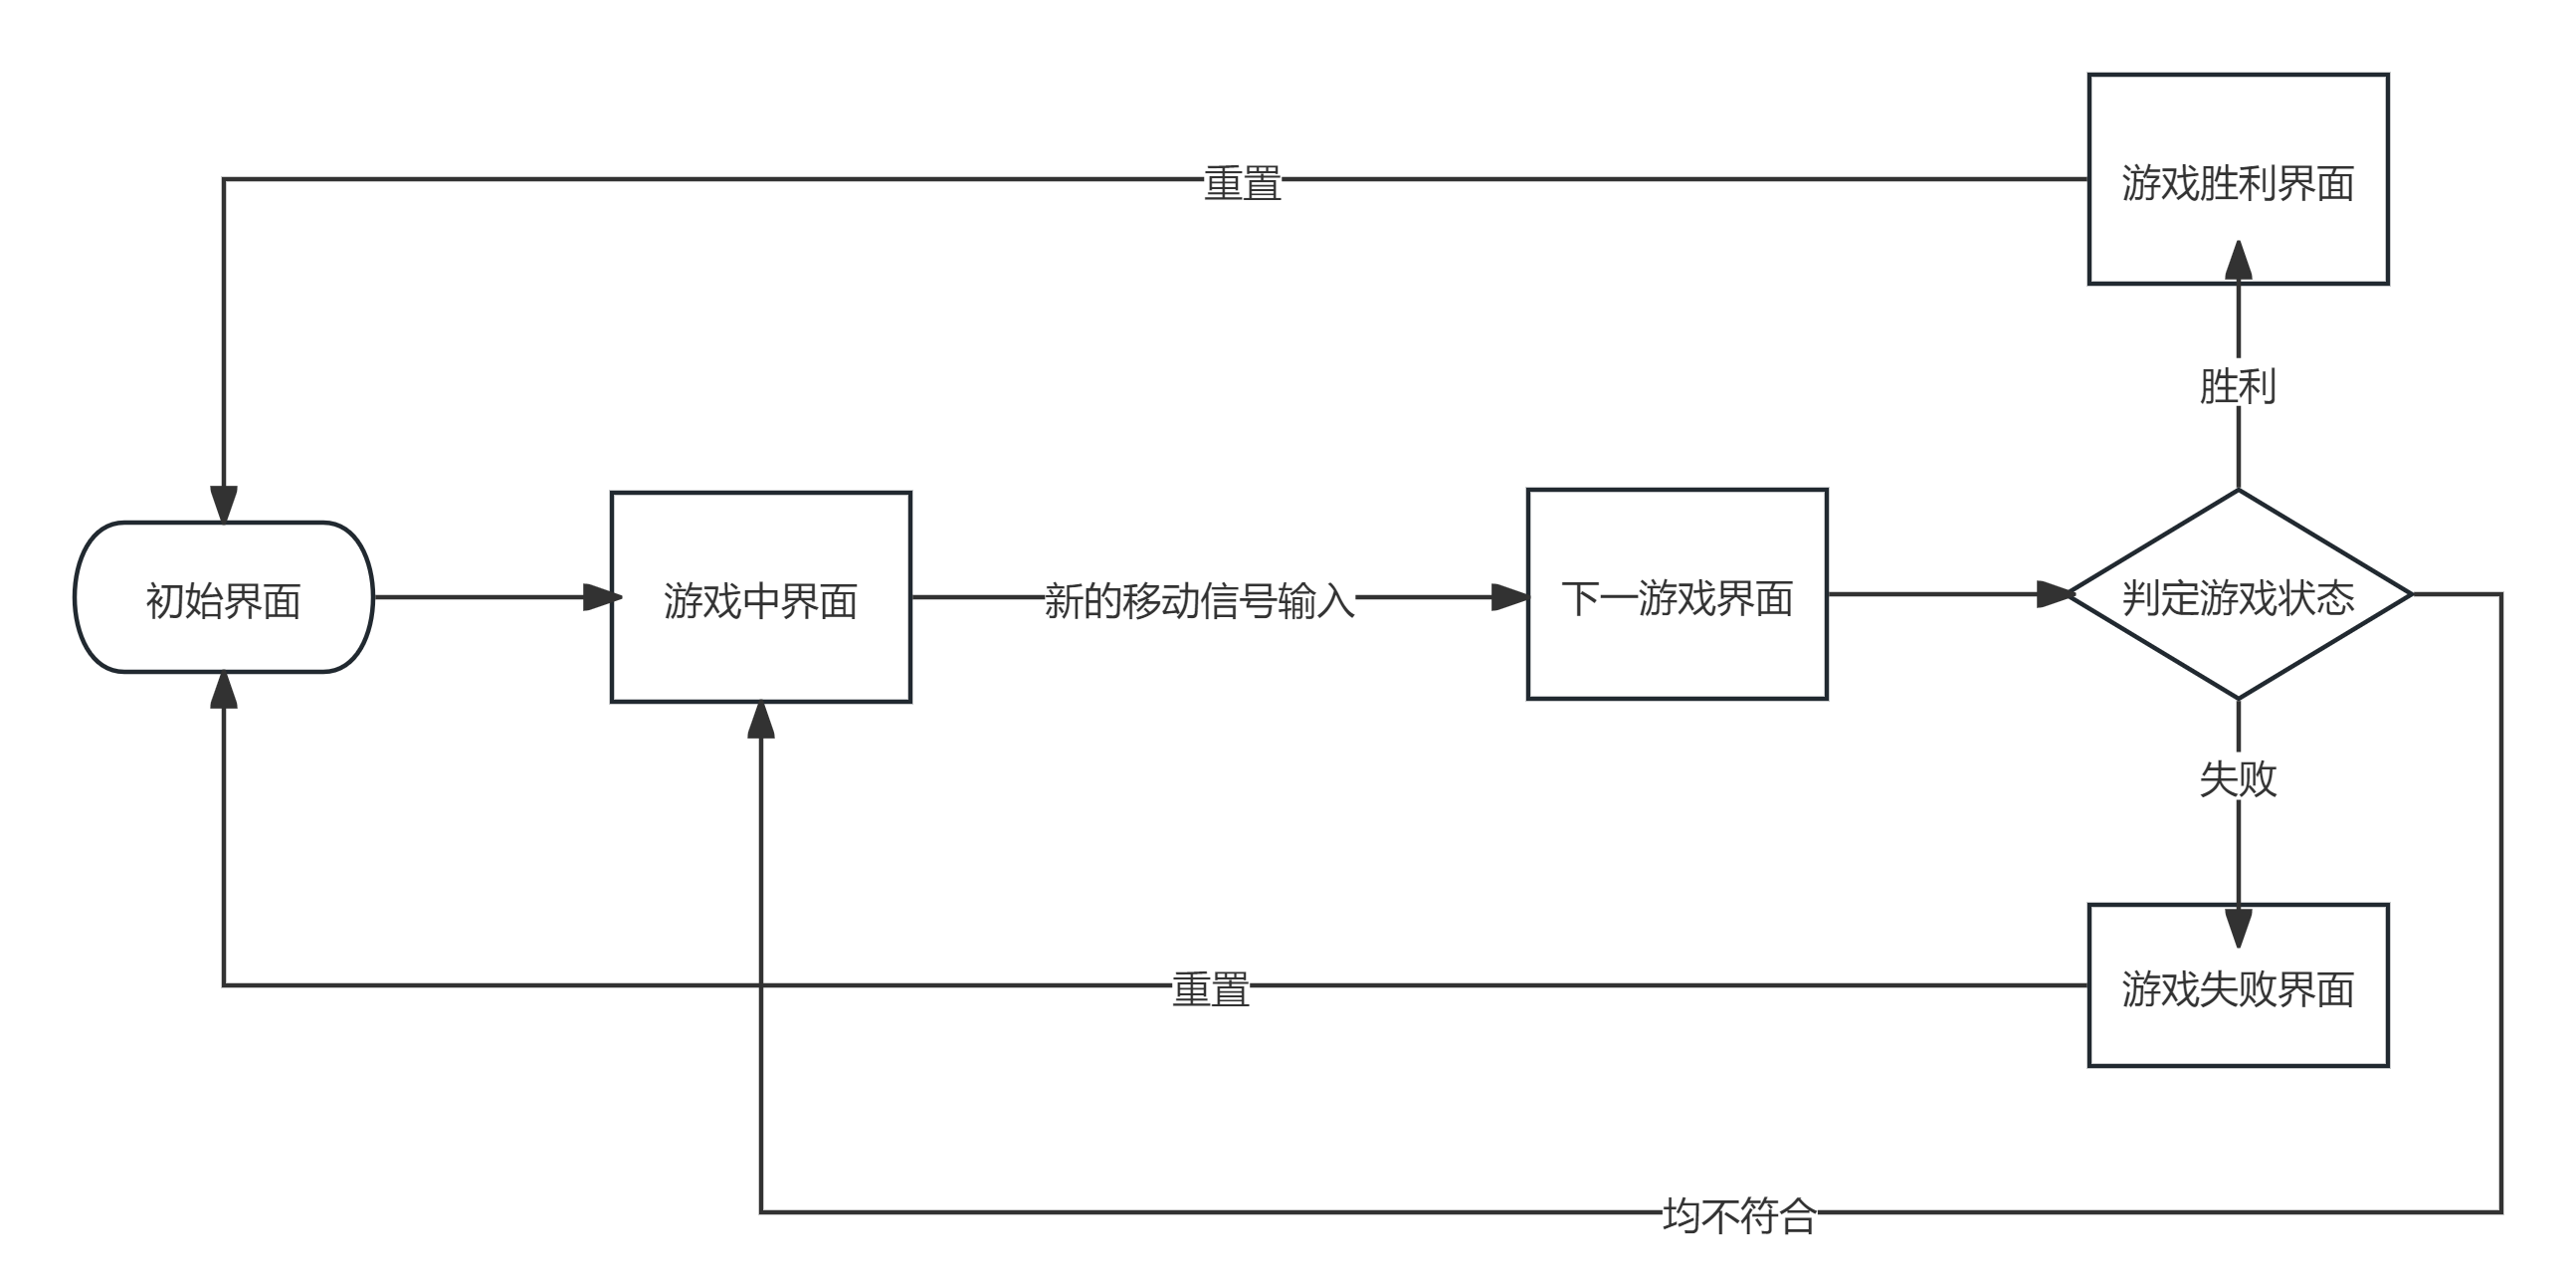 重置
游戏胜利界面
胜利
初始界面
游戏中界面
新的移动信号输入
下一游戏界面
判定游戏状态
失败
重置
游戏失败界面
均不符合